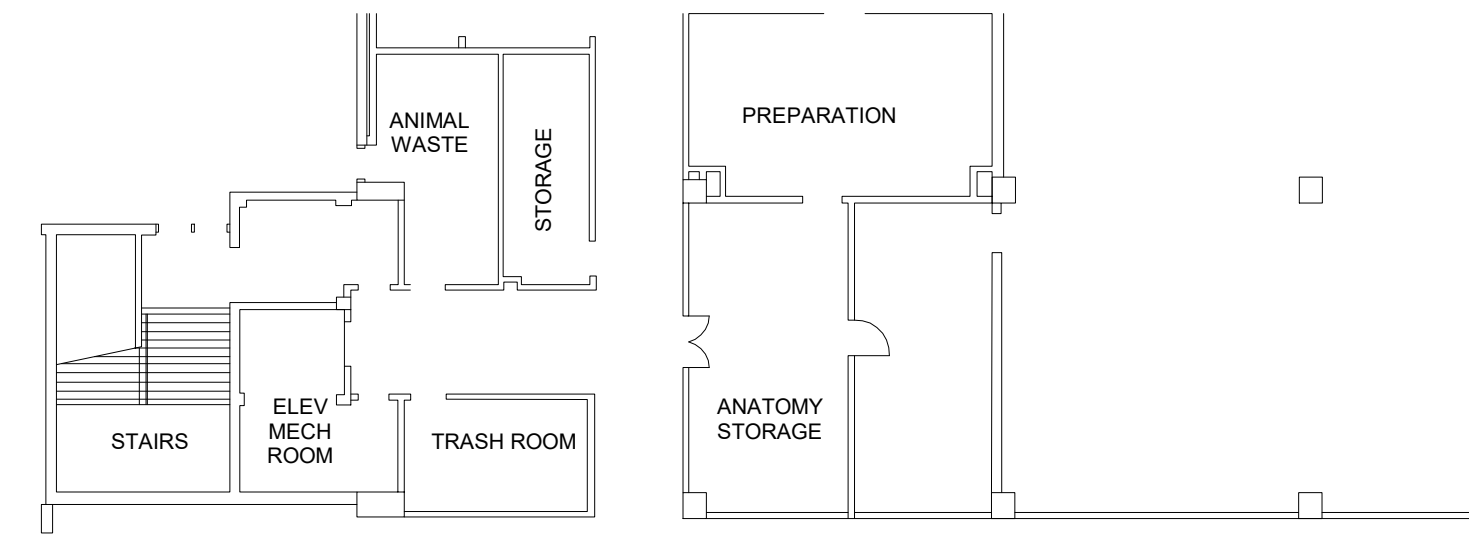 ANIMAL
WASTE
STORAGE
PREPARATION
STAIRS
ELEV
MECH
ROOM
TRASH ROOM
ANATOMY
STORAGE